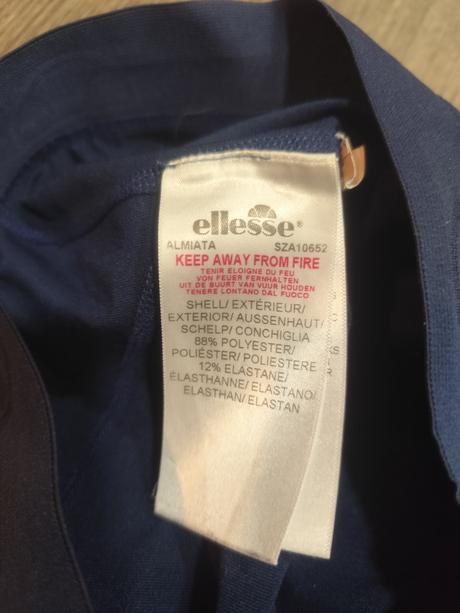 ellesse®
ALMIATA SZA10652
KEEP AWAY FROM FIRE
TENIR ELOIGNE DU FEU
VON FEUER FERNHALTEN
UIT DE BUURT VAN VUUR HOUDEN
TENERE LONTANO DAL FUOCO
SHELL/ EXTÉRIEUR/
EXTERIOR/ AUSSENHAUT/
SCHELP/ CONCHIGLIA
88% POLYESTER/
POLIÉSTER/ POLIESTERE
12% ELASTANE/
ÉLASTHANNE/ ELASTANO/
ELASTHAN/ ELASTAN